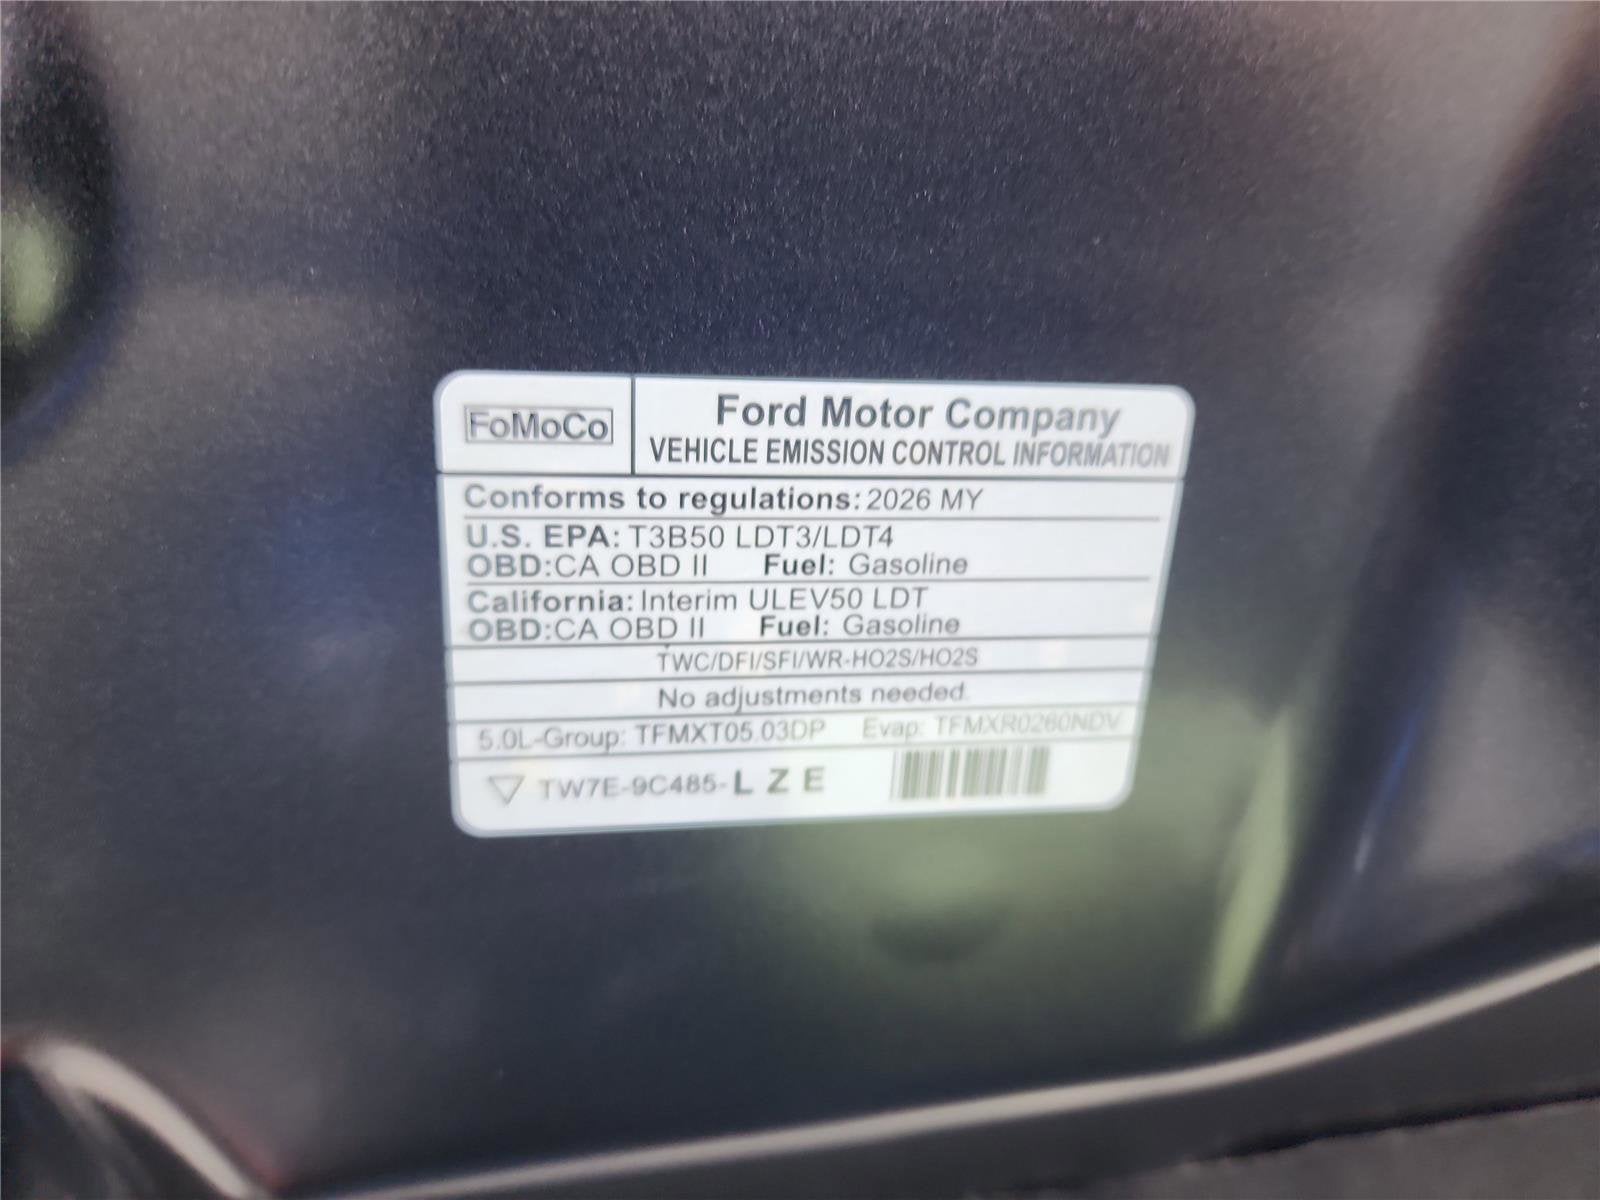 FoMoCo
Ford Motor Company
VEHICLE EMISSION CONTROL INFORMATION
Conforms to regulations: 2026 MY
U.S. EPA: T3B50 LDT3/LDT4
OBD: CA OBD II Fuel: Gasoline
California: Interim ULEV50 LDT
OBD: CA OBD II Fuel: Gasoline
TWC/DFI/SFI/WR-HO2S/HO2S
No adjustments needed.
5.0L-Group: TFMXT05.03DP Evap: TFMXR0260NDV
TW7E-9C485-LZE